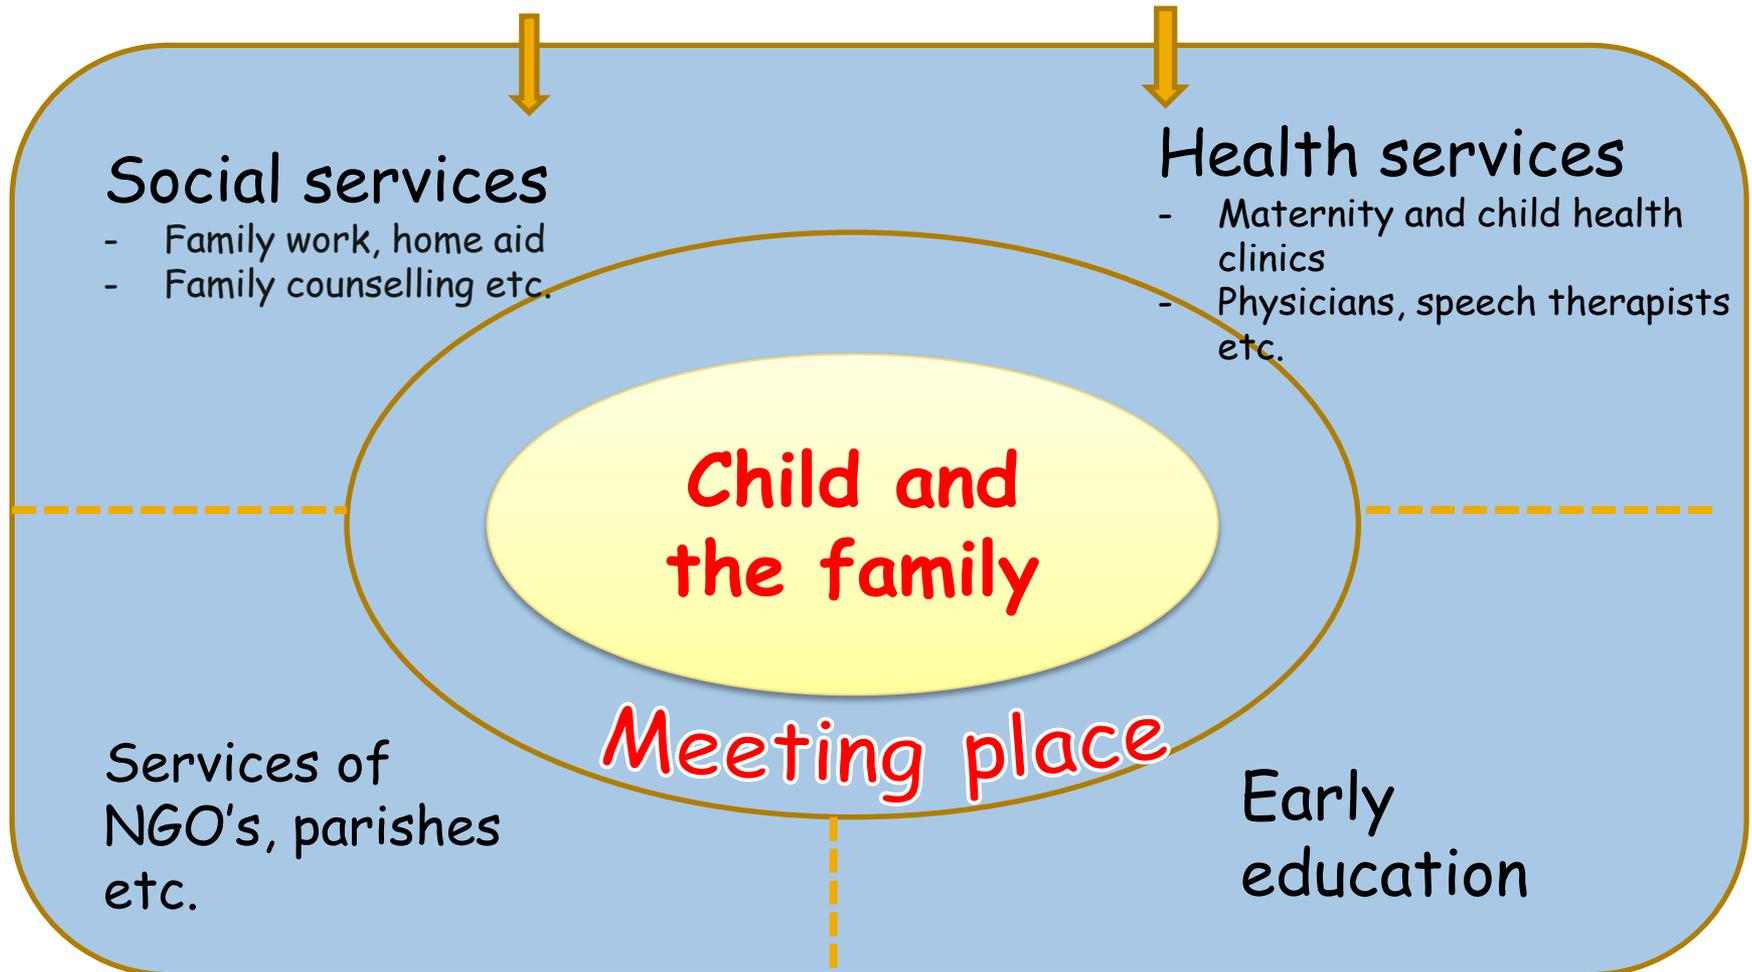 Social services
- Family work, home aid
- Family counselling etc.
Health services
- Maternity and child health
clinics
- Physicians, speech therapists
etc.
Child and
the family
Meeting place
Services of
NGO's, parishes
etc.
Early
education